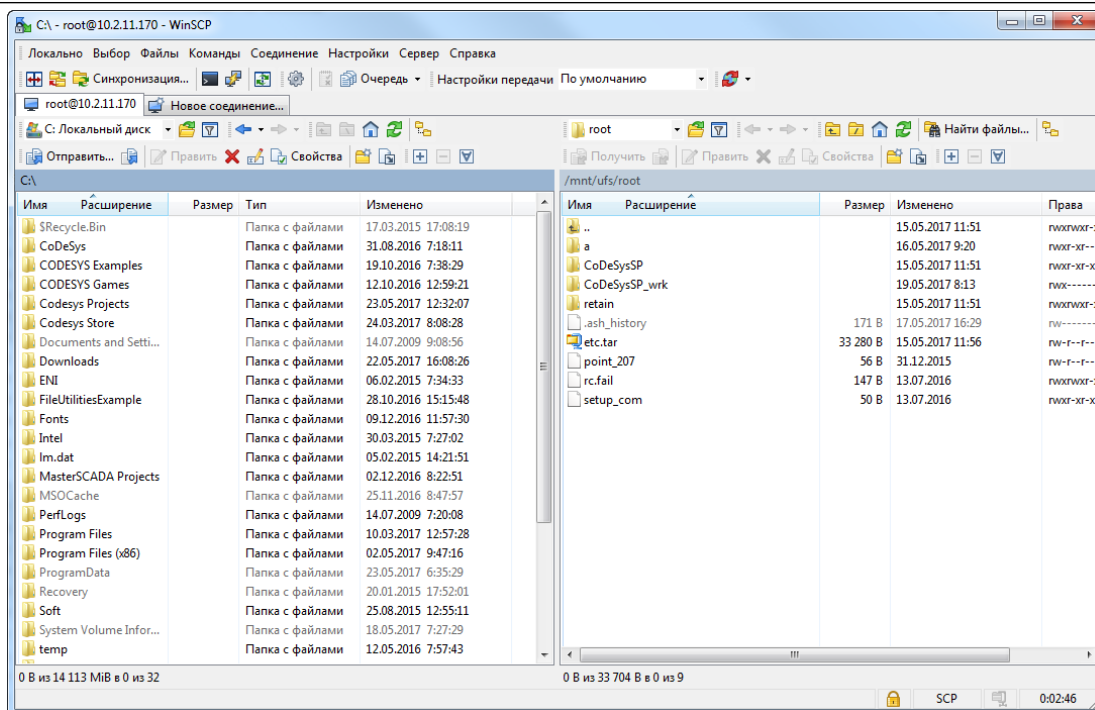 C:\ - root@10.2.11.170 - WinSCP
Локально Выбор Файлы Команды Соединение Настройки Сервер Справка
Синхронизация... Очередь Настройки передачи По умолчанию
root@10.2.11.170 Новое соединение...
C: Локальный диск
Отправить... Править Свойства
C:\
Имя Расширение Размер Тип Изменено
$Recycle.Bin Папка с файлами 17.03.2015 17:08:19
CoDeSys Папка с файлами 31.08.2016 7:18:11
CODESYS Examples Папка с файлами 19.10.2016 7:38:29
CODESYS Games Папка с файлами 12.10.2016 12:59:21
Codesys Projects Папка с файлами 23.05.2017 12:32:07
Codesys Store Папка с файлами 24.03.2017 8:08:28
Documents and Setti... Папка с файлами 14.07.2009 9:08:56
Downloads Папка с файлами 22.05.2017 16:08:26
ENI Папка с файлами 06.02.2015 7:34:33
FileUtilitiesExample Папка с файлами 28.10.2016 15:15:48
Fonts Папка с файлами 09.12.2016 11:57:30
Intel Папка с файлами 30.03.2015 7:27:02
lm.dat Папка с файлами 05.02.2015 14:21:51
MasterSCADA Projects Папка с файлами 02.12.2016 8:22:51
MSOCache Папка с файлами 25.11.2016 8:47:57
PerfLogs Папка с файлами 14.07.2009 7:20:08
Program Files Папка с файлами 10.03.2017 12:57:28
Program Files (x86) Папка с файлами 02.05.2017 9:47:16
ProgramData Папка с файлами 23.05.2017 6:35:29
Recovery Папка с файлами 20.01.2015 17:52:01
Soft Папка с файлами 25.08.2015 12:55:11
System Volume Infor... Папка с файлами 18.05.2017 7:27:29
temp Папка с файлами 12.05.2016 7:57:43
0 B из 14 113 MiB в 0 из 32
root Найти файлы...
Получить Править Свойства
/mnt/ufs/root
Имя Расширение Размер Изменено Права
.. 15.05.2017 11:51 rwxrwxr-
a 16.05.2017 9:20 rwxr-xr--
CoDeSysSP 15.05.2017 11:51 rwxr-xr-x
CoDeSysSP_wrk 19.05.2017 8:13 rwx------
retain 15.05.2017 11:51 rwxrwxr-
.ash_history 171 B 17.05.2017 16:29 rw-------
etc.tar 33 280 B 15.05.2017 11:56 rw-r--r--
point_207 56 B 31.12.2015 rw-r--r--
rc.fail 147 B 13.07.2016 rwxrwxr-
setup_com 50 B 13.07.2016 rwxr-xr-x
0 B из 33 704 B в 0 из 9
SCP 0:02:46